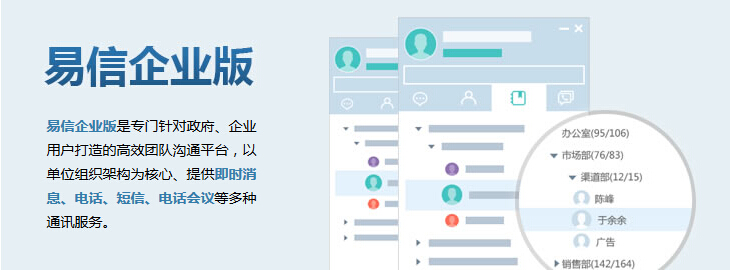 易信企业版
易信企业版是专门针对政府、企业
用户打造的高效团队沟通平台，以
单位组织架构为核心、提供即时消
息、电话、短信、电话会议等多种
通讯服务。
办公室(95/106)
市场部(76/83)
渠道部(12/15)
陈峰
于余余
广告
销售部(142/164)